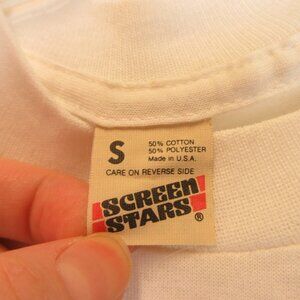 S
50% COTTON
50% POLYESTER
Made in U.S.A.
CARE ON REVERSE SIDE
SCREEN
STARS®